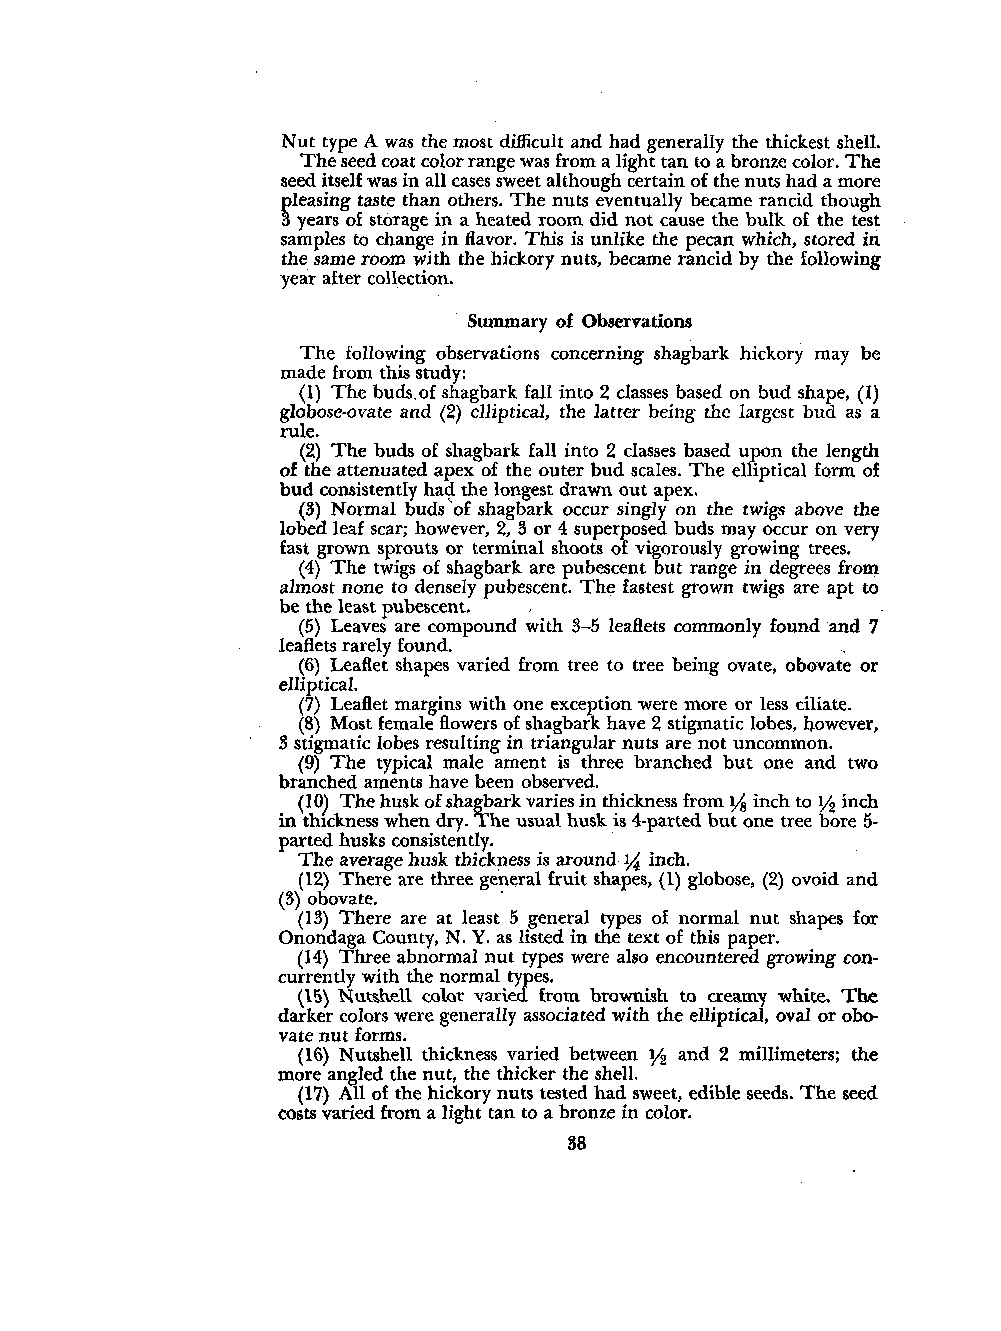 Nut type A was the most difficult and had generally the thickest shell.
The seed coat color range was from a light tan to a bronze color. The
seed itself was in all cases sweet although certain of the nuts had a more
pleasing taste than others. The nuts eventually became rancid though
3 years of storage in a heated room did not cause the bulk of the test
samples to change in flavor. This is unlike the pecan which, stored in
the same room with the hickory nuts, became rancid by the following
year after collection.
Summary of Observations
The following observations concerning shagbark hickory may be
made from this study:
(1) The buds of shagbark fall into 2 classes based on bud shape, (1)
globose-ovate and (2) elliptical, the latter being the largest bud as a
rule.
(2) The buds of shagbark fall into 2 classes based upon the length
of the attenuated apex of the outer bud scales. The elliptical form of
bud consistently had the longest drawn out apex.
(3) Normal buds of shagbark occur singly on the twigs above the
lobed leaf scar; however, 2, 3 or 4 superposed buds may occur on very
fast grown sprouts or terminal shoots of vigorously growing trees.
(4) The twigs of shagbark are pubescent but range in degrees from
almost none to densely pubescent. The fastest grown twigs are apt to
be the least pubescent.
(5) Leaves are compound with 3–5 leaflets commonly found and 7
leaflets rarely found.
(6) Leaflet shapes varied from tree to tree being ovate, obovate or
elliptical.
(7) Leaflet margins with one exception were more or less ciliate.
(8) Most female flowers of shagbark have 2 stigmatic lobes, however,
3 stigmatic lobes resulting in triangular nuts are not uncommon.
(9) The typical male ament is three branched but one and two
branched aments have been observed.
(10) The husk of shagbark varies in thickness from ⅛ inch to ½ inch
in thickness when dry. The usual husk is 4-parted but one tree bore 5-
parted husks consistently.
The average husk thickness is around ¼ inch.
(12) There are three general fruit shapes, (1) globose, (2) ovoid and
(3) obovate.
(13) There are at least 5 general types of normal nut shapes for
Onondaga County, N. Y. as listed in the text of this paper.
(14) Three abnormal nut types were also encountered growing con-
currently with the normal types.
(15) Nutshell color varied from brownish to creamy white. The
darker colors were generally associated with the elliptical, oval or obo-
vate nut forms.
(16) Nutshell thickness varied between ½ and 2 millimeters; the
more angled the nut, the thicker the shell.
(17) All of the hickory nuts tested had sweet, edible seeds. The seed
costs varied from a light tan to a bronze in color.
38